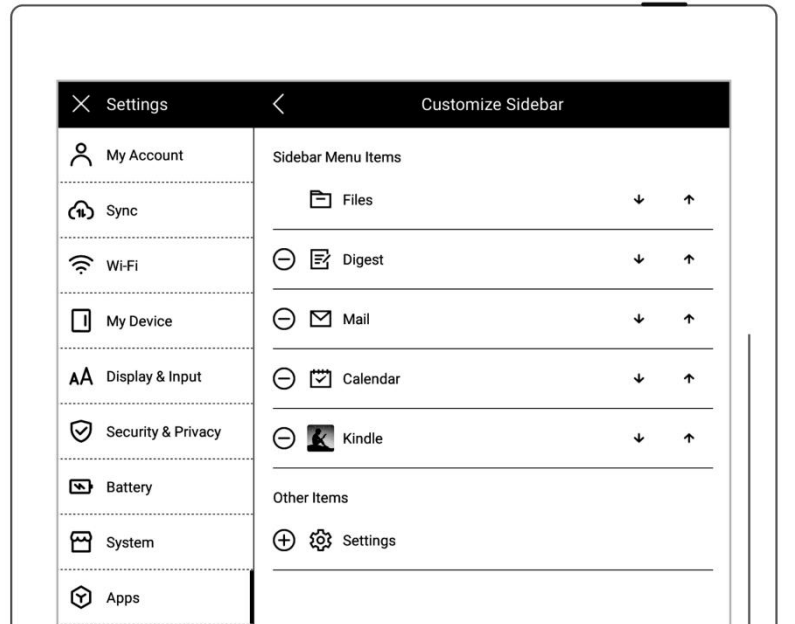 Settings
Customize Sidebar
My Account
Sync
Wi-Fi
My Device
Display & Input
Security & Privacy
Battery
System
Apps
Sidebar Menu Items
Files
Digest
Mail
Calendar
Kindle
Other Items
Settings